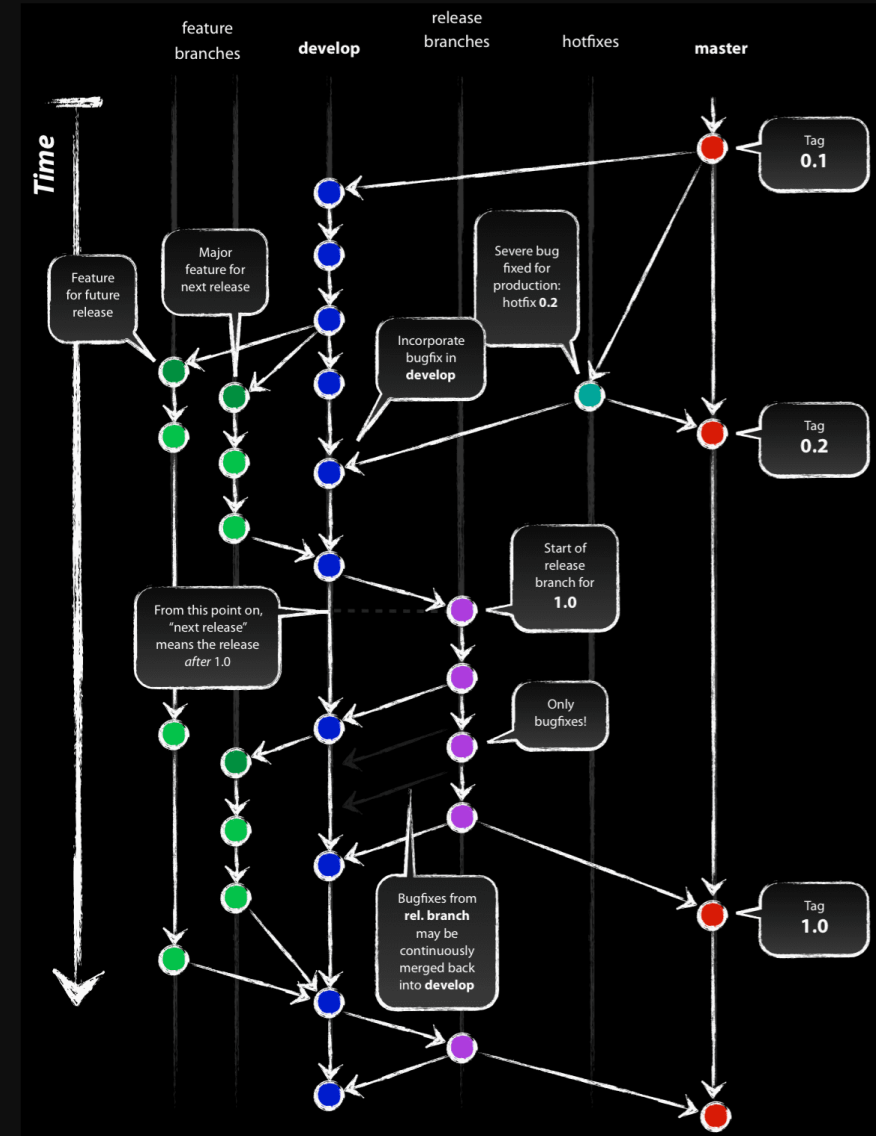 feature
branches
develop
release
branches
hotfixes
master
Time
Tag
0.1
Major
feature for
next release
Feature
for future
release
Severe bug
fixed for
production:
hotfix 0.2
Incorporate
bugfix in
develop
Tag
0.2
Start of
release
branch for
1.0
From this point on,
“next release”
means the release
after 1.0
Only
bugfixes!
Bugfixes from
rel. branch
may be
continuously
merged back
into develop
Tag
1.0